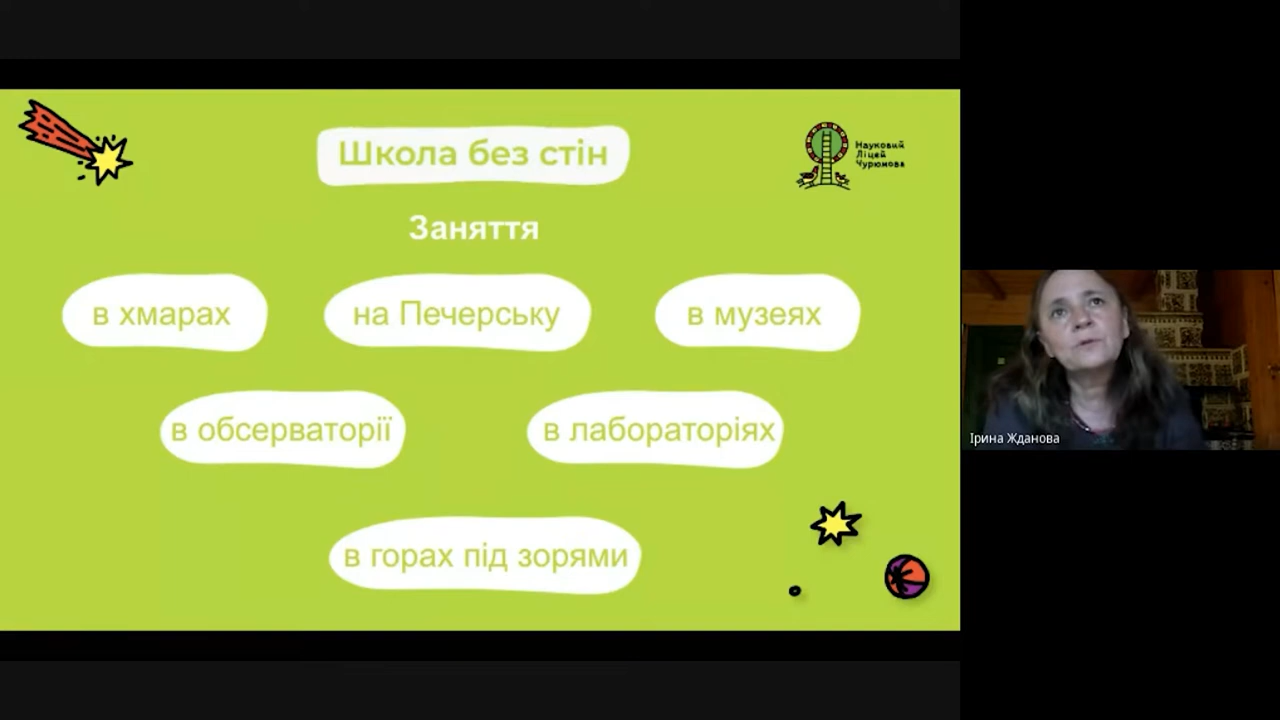 Школа без стін
Науковий
Ліцей
Чурюмова
Заняття
в хмарах
на Печерську
в музеях
в обсерваторії
в лабораторіях
Ірина Жданова
в горах під зорями